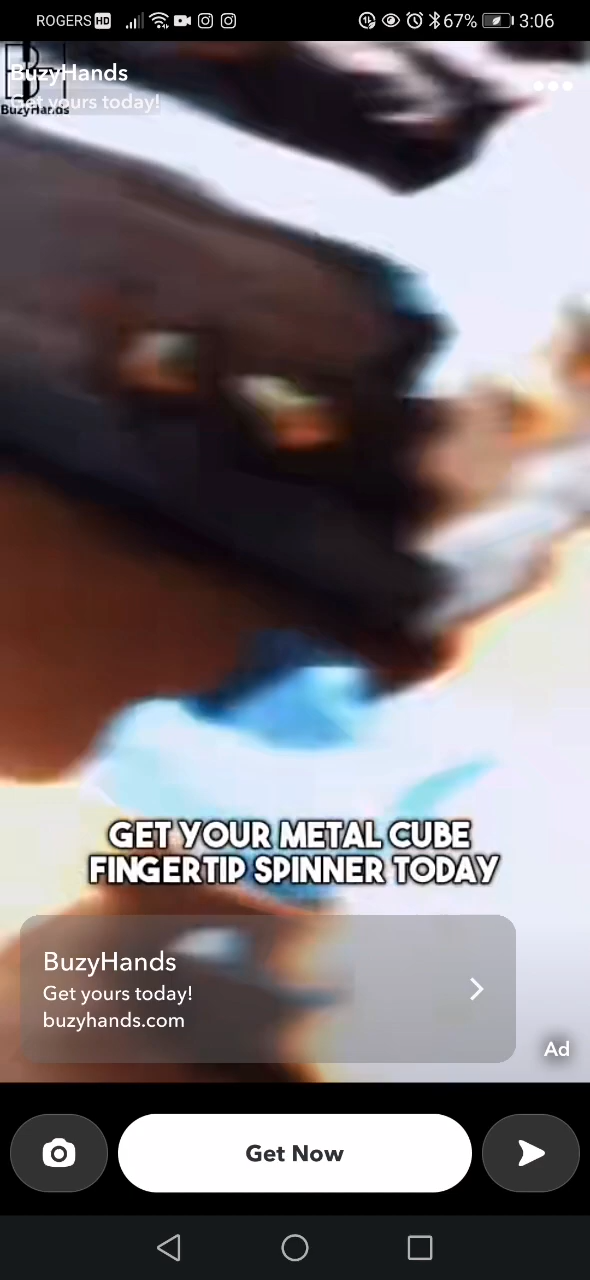 ROGERS HD
67% 3:06
BuzyHands
Get yours today!
BuzyHands
GET YOUR METAL CUBE
FINGERTIP SPINNER TODAY
BuzyHands
Get yours today!
buzyhands.com
Ad
Get Now